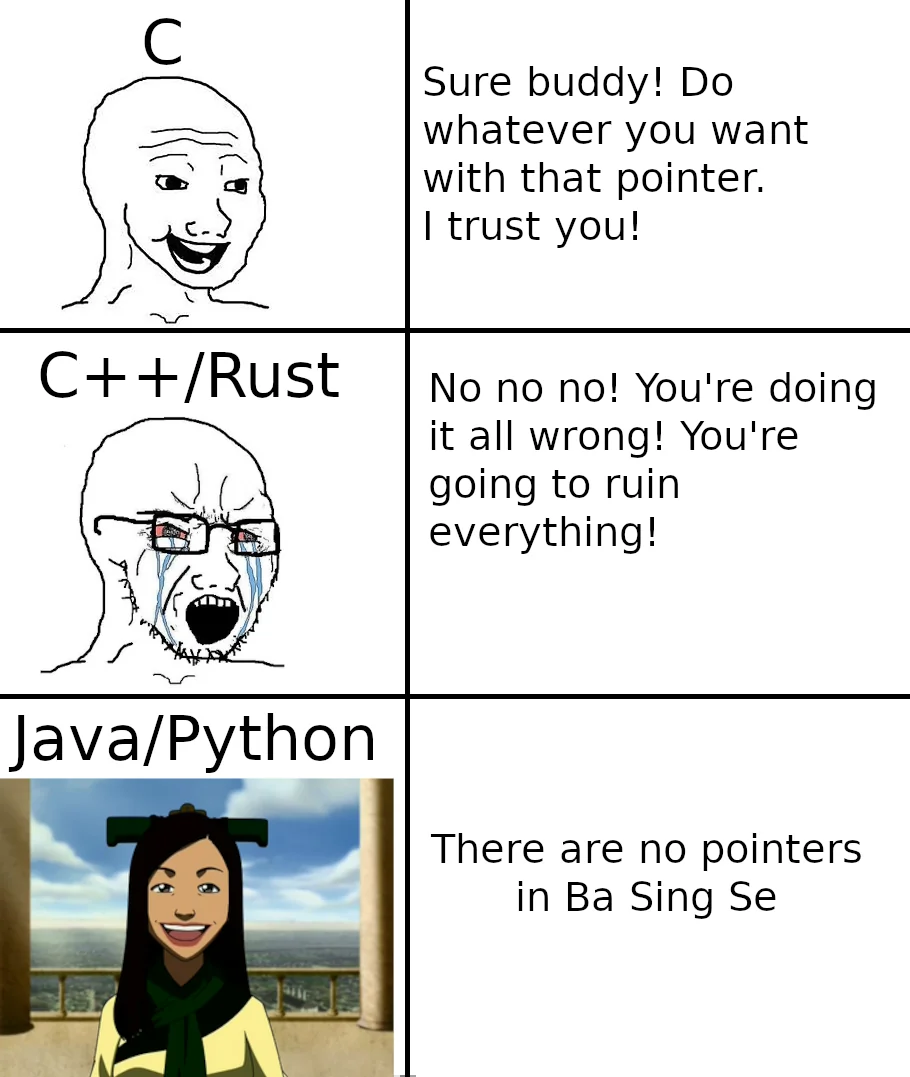 C
Sure buddy! Do
whatever you want
with that pointer.
I trust you!
C++/Rust
No no no! You're doing
it all wrong! You're
going to ruin
everything!
Java/Python
There are no pointers
in Ba Sing Se